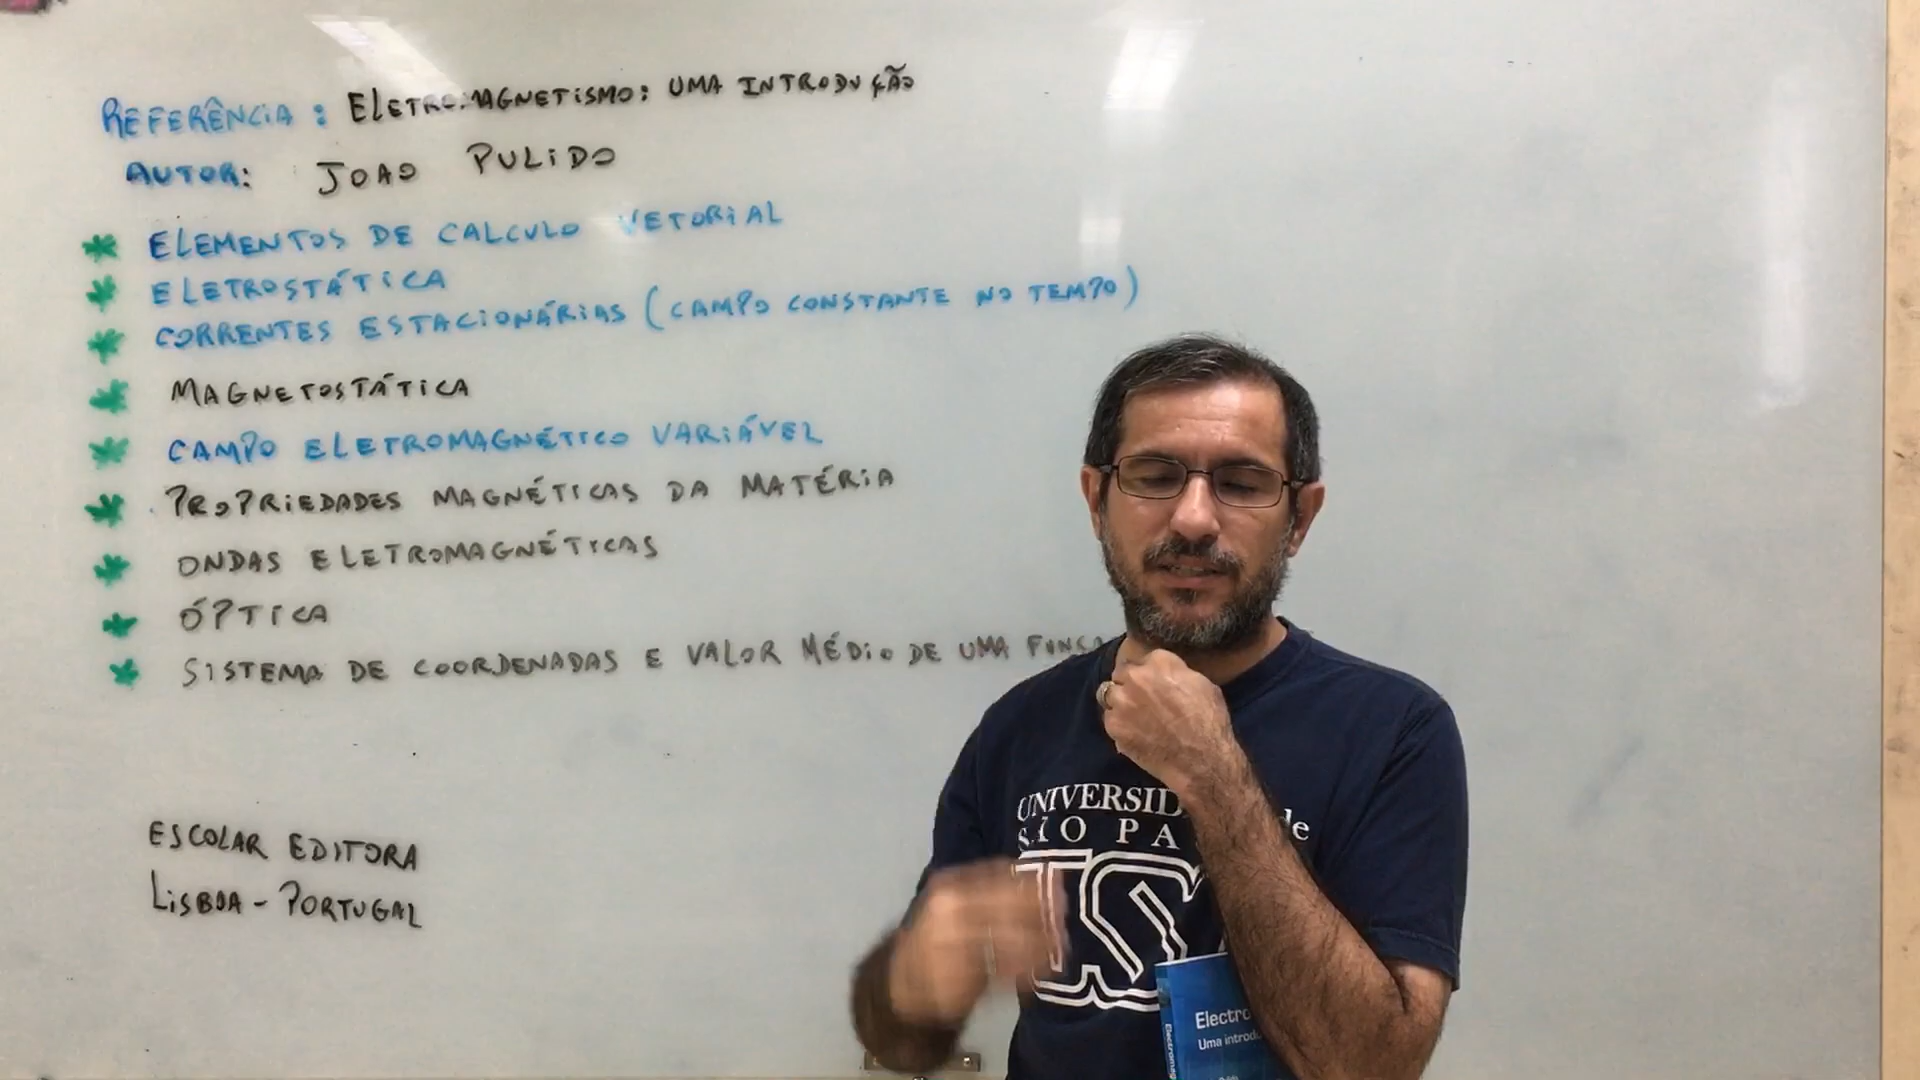 REFERÊNCIA: ELETROMAGNETISMO: UMA INTRODUÇÃO
AUTOR: JOAO PULIDO
* ELEMENTOS DE CALCULO VETORIAL
* ELETROSTÁTICA
* CORRENTES ESTACIONÁRIAS (CAMPO CONSTANTE NO TEMPO)
* MAGNETOSTÁTICA
* CAMPO ELETROMAGNÉTICO VARIÁVEL
* PROPRIEDADES MAGNÉTICAS DA MATÉRIA
* ONDAS ELETROMAGNÉTICAS
* ÓPTICA
* SISTEMA DE COORDENADAS E VALOR MÉDIO DE UMA
ESCOLAR EDITORA
LISBOA - PORTUGAL
de
Uma